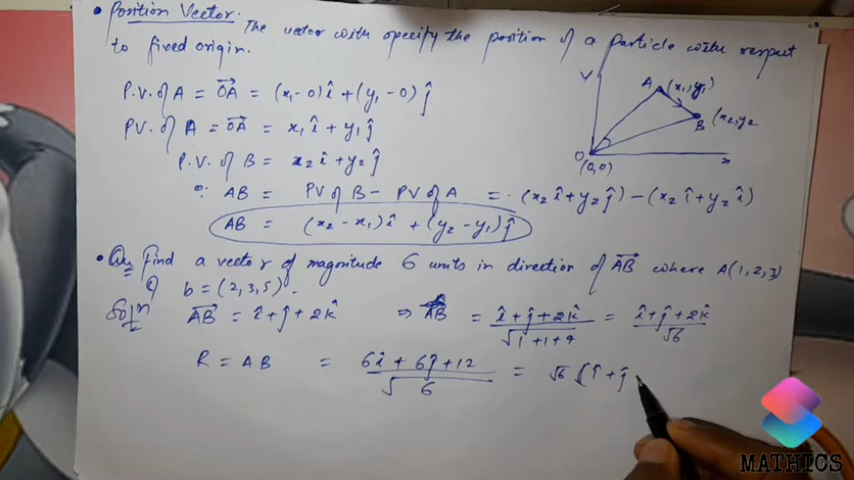 • Position Vector. The vector with specify the position of a particle with respect
to fixed origin.
P.V. of A = OA = (x₁-0)î + (y₁-0)ĵ
PV. of A = OA = x₁î + y₁ĵ
P.V. of B = x₂î + y₂ĵ
∵ AB = PV of B - PV of A = (x₂î + y₂ĵ) - (x₂î + y₂î)
AB = (x₂-x₁)î + (y₂-y₁)ĵ
Y
A (x₁,y₁)
B (x₂,y₂
O
(0,0)
x
• Qu Find a vector of magnitude 6 units in direction of AB where A(1,2,3)
b = (2,3,5).
Solⁿ AB = î + ĵ + 2k̂ ⇒ AB = î + ĵ + 2k̂ / √1+1+4 = î + ĵ + 2k̂ / √6
R = AB = 6î + 6ĵ + 12 / √6 = √6 (î + ĵ
MATHICS